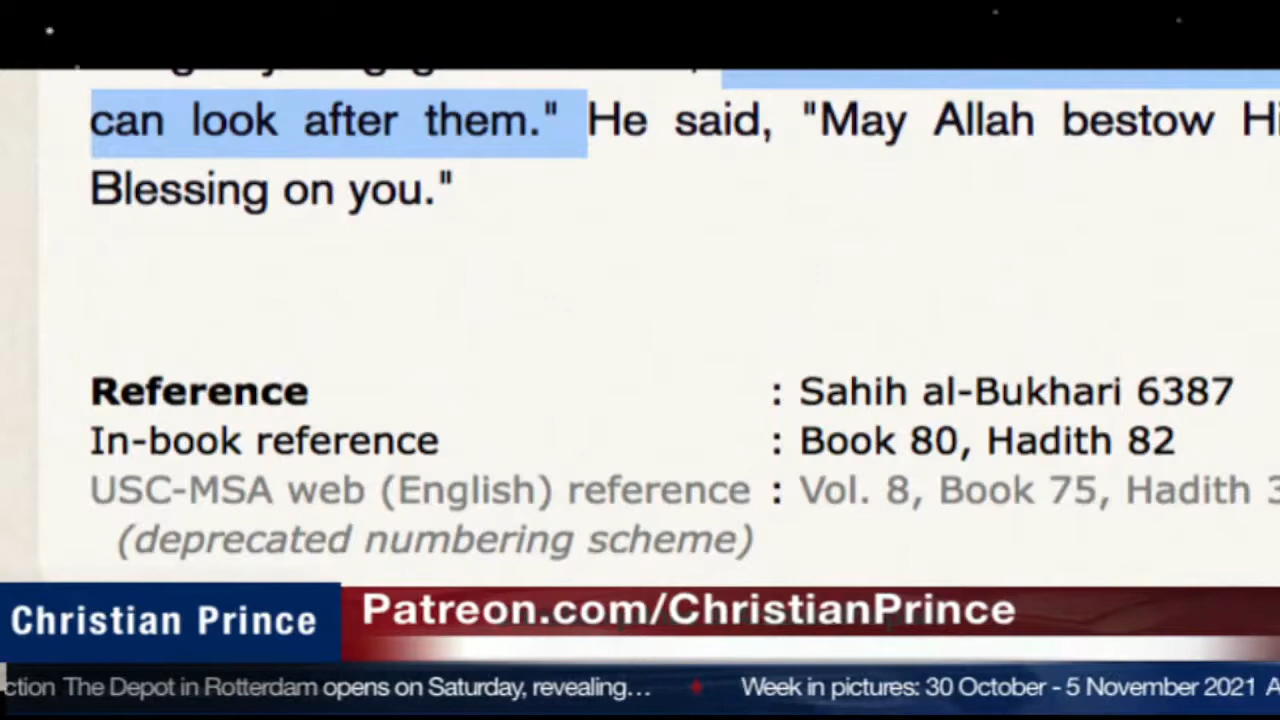 can look after them." He said, "May Allah bestow
Blessing on you."
Reference : Sahih al-Bukhari 6387
In-book reference : Book 80, Hadith 82
USC-MSA web (English) reference : Vol. 8, Book 75, Hadith
(deprecated numbering scheme)
Christian Prince
Patreon.com/ChristianPrince
The Depot in Rotterdam opens on Saturday, revealing... Week in pictures: 30 October - 5 November 2021